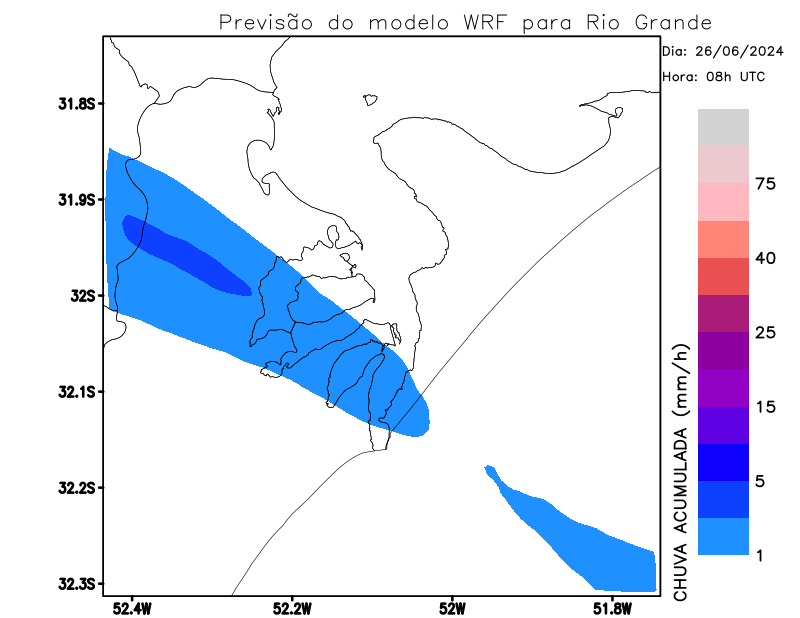 Previsão do modelo WRF para Rio Grande
Dia: 26/06/2024
Hora: 08h UTC
31.8S
31.9S
32S
32.1S
32.2S
32.3S
52.4W
52.2W
52W
51.8W
75
40
25
15
5
1
CHUVA ACUMULADA (mm/h)